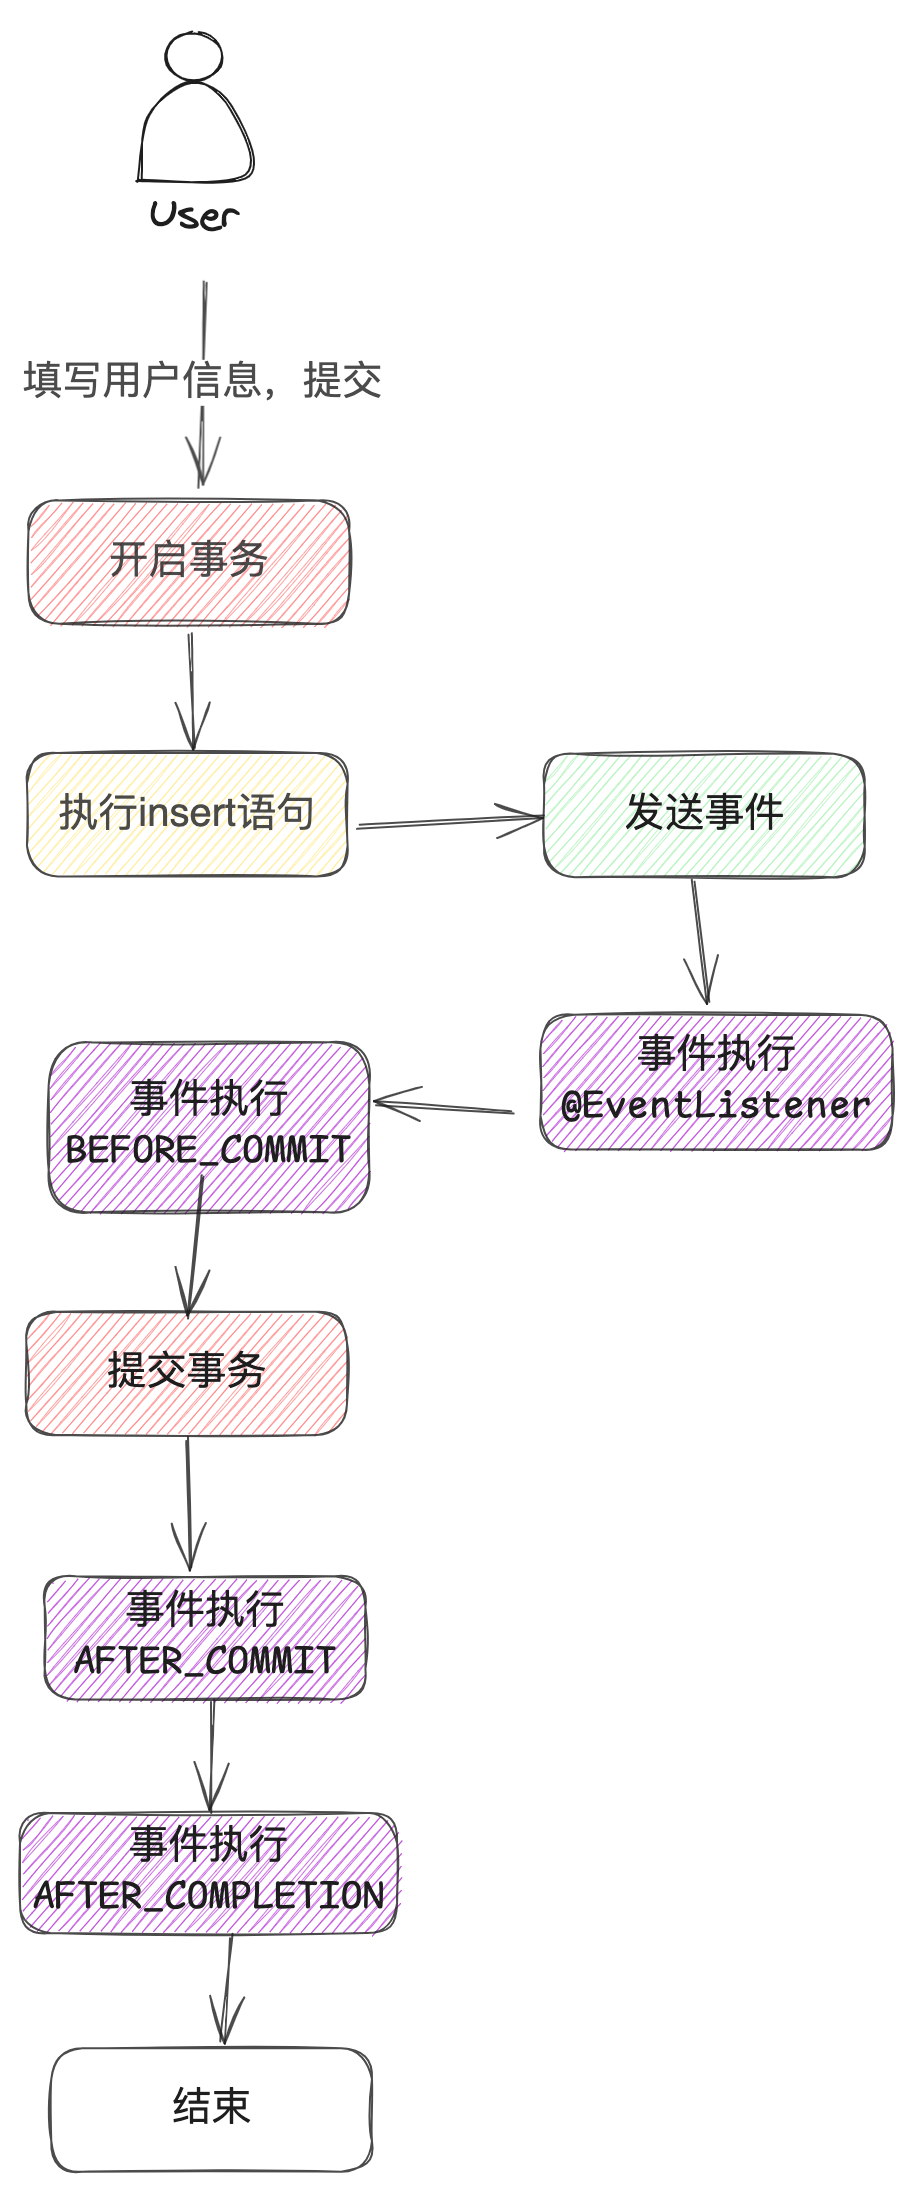 User
填写用户信息，提交
开启事务
执行insert语句
发送事件
事件执行
@EventListener
事件执行
BEFORE_COMMIT
提交事务
事件执行
AFTER_COMMIT
事件执行
AFTER_COMPLETION
结束